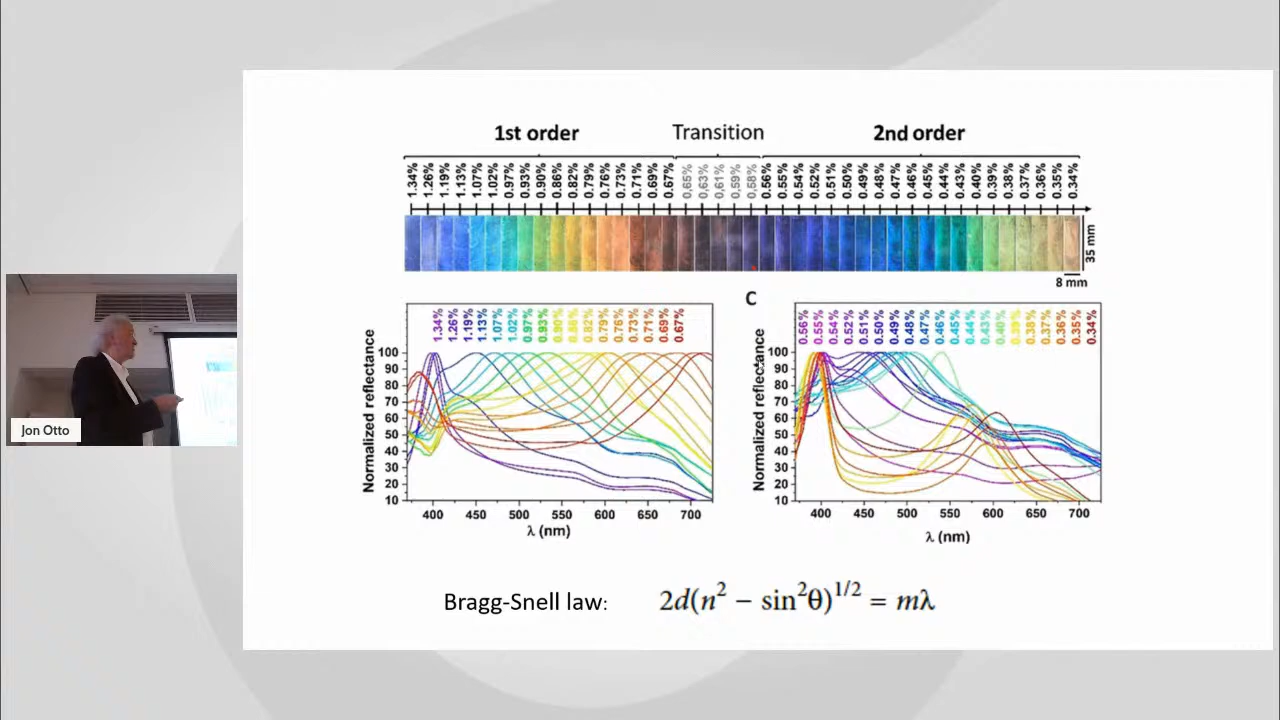 1st order
Transition
2nd order
1.34% 1.26% 1.19% 1.13% 1.07% 1.02% 0.97% 0.93% 0.90% 0.86% 0.82% 0.79% 0.76% 0.73% 0.71% 0.69% 0.67% 0.65% 0.63% 0.61% 0.59% 0.58% 0.56% 0.55% 0.54% 0.52% 0.51% 0.50% 0.49% 0.48% 0.47% 0.46% 0.45% 0.44% 0.43% 0.40% 0.39% 0.38% 0.37% 0.36% 0.35% 0.34%
35 mm
8 mm
1.34% 1.26% 1.19% 1.13% 1.07% 1.02% 0.97% 0.93% 0.90% 0.86% 0.82% 0.79% 0.76% 0.73% 0.71% 0.69% 0.67%
Normalized reflectance
100
90
80
70
60
50
40
30
20
10
400 450 500 550 600 650 700
λ (nm)
C
0.56% 0.55% 0.54% 0.52% 0.51% 0.50% 0.49% 0.48% 0.47% 0.46% 0.45% 0.44% 0.43% 0.40% 0.39% 0.38% 0.37% 0.36% 0.35% 0.34%
Normalized reflectance
100
90
80
70
60
50
40
30
20
10
400 450 500 550 600 650 700
λ (nm)
Jon Otto
Bragg-Snell law: 2d(n² − sin²θ)^1/2 = mλ